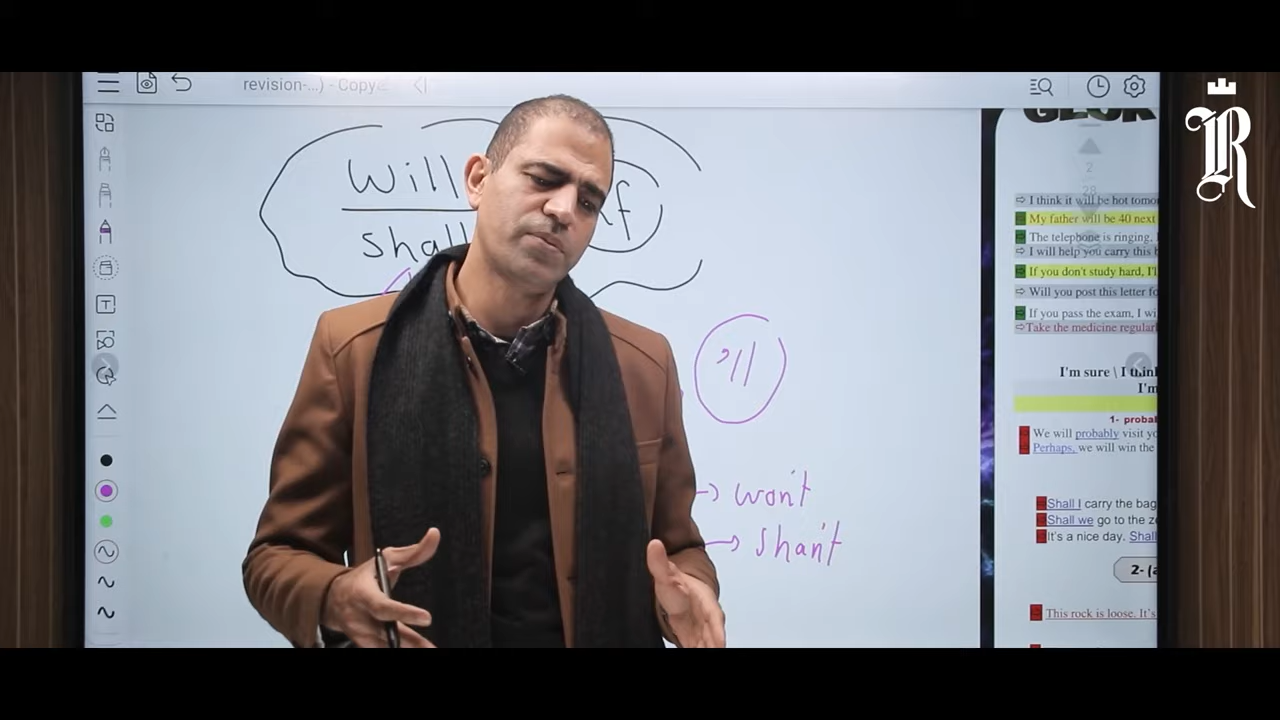 revision-...) - Copy
Will
shall
'll
→ won't
→ shan't
2
28
⇨ I think it will be hot tomo
My father will be 40 next
The telephone is ringing.
⇨ I will help you carry this b
If you don't study hard, I'l
⇨ Will you post this letter fo
If you pass the exam, I wi
⇨Take the medicine regular
I'm sure \ I think
I'm
1- probab
We will probably visit yo
Perhaps, we will win the
Shall I carry the bag
Shall we go to the zo
It's a nice day. Shall
2- (a
This rock is loose. It's
R